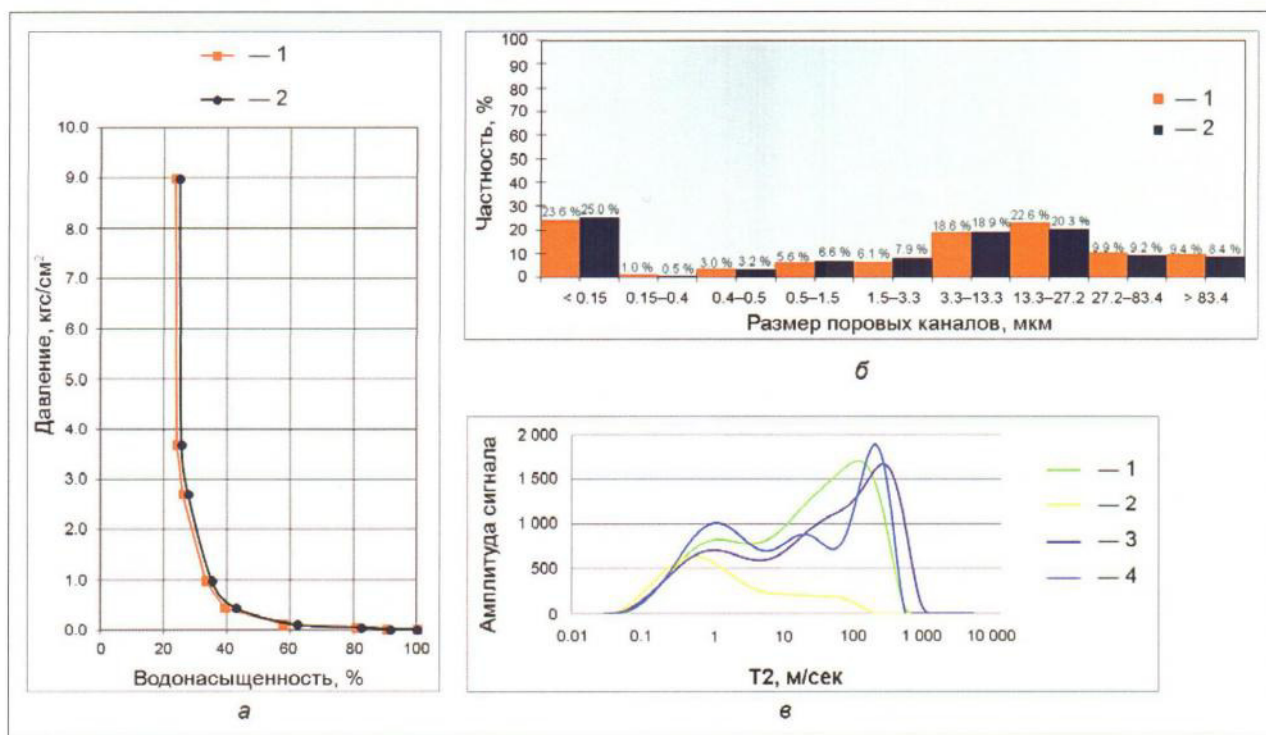 — 1
— 2
Давление, кгс/см²
10.0
9.0
8.0
7.0
6.0
5.0
4.0
3.0
2.0
1.0
0.0
0 20 40 60 80 100
Водонасыщенность, %
а
Частность, %
100
90
80
70
60
50
40
30
20
10
0
— 1
— 2
23.6 % 25.0 % 1.0 % 0.5 % 3.0 % 3.2 % 5.6 % 6.6 % 6.1 % 7.9 % 18.6 % 18.9 % 22.6 % 20.3 % 9.9 % 9.2 % 9.4 % 8.4 %
< 0.15 0.15–0.4 0.4–0.5 0.5–1.5 1.5–3.3 3.3–13.3 13.3–27.2 27.2–83.4 > 83.4
Размер поровых каналов, мкм
б
Амплитуда сигнала
2 000
1 500
1 000
500
0
0.01 0.1 1 10 100 1 000 10 000
Т2, м/сек
— 1
— 2
— 3
— 4
в